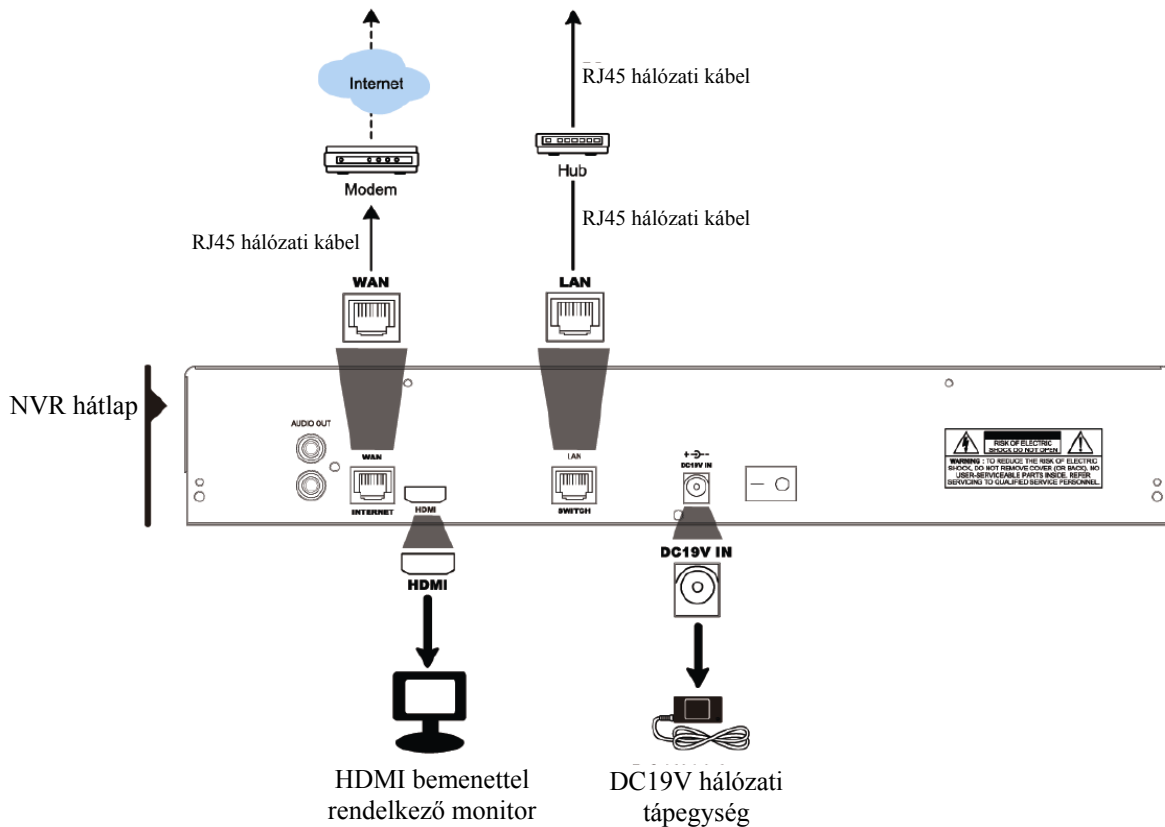 Internet
RJ45 hálózati kábel
Modem
Hub
RJ45 hálózati kábel
RJ45 hálózati kábel
WAN
LAN
NVR hátlap
AUDIO OUT
WAN
INTERNET
HDMI
LAN
SWITCH
DC19V IN
RISK OF ELECTRIC
SHOCK DO NOT OPEN
WARNING : TO REDUCE THE RISK OF ELECTRIC
SHOCK, DO NOT REMOVE COVER (OR BACK). NO
USER-SERVICEABLE PARTS INSIDE. REFER
SERVICING TO QUALIFIED SERVICE PERSONNEL.
HDMI
DC19V IN
HDMI bemenettel
rendelkező monitor
DC19V hálózati
tápegység